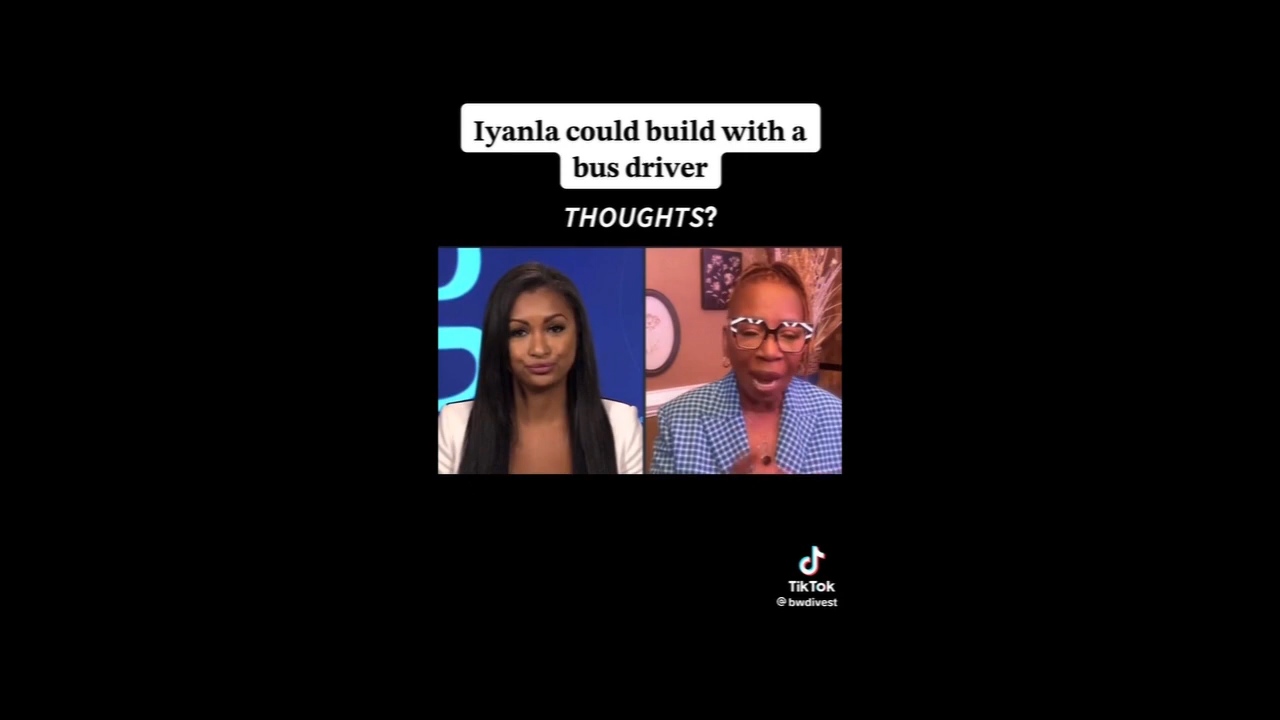 Iyanla could build with a
bus driver
THOUGHTS?
TikTok
@bwdivest